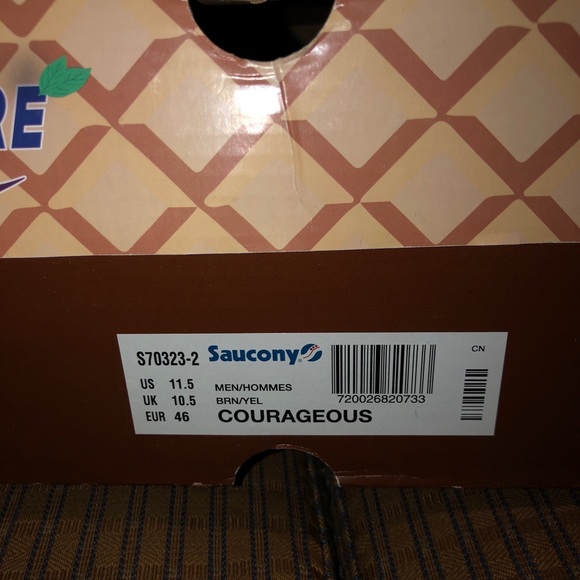 RE
S70323-2 Saucony
CN
US 11.5 MEN/HOMMES
UK 10.5 BRN/YEL
720026820733
EUR 46 COURAGEOUS